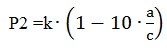 P2 =k· (1 − 10 · a/c)